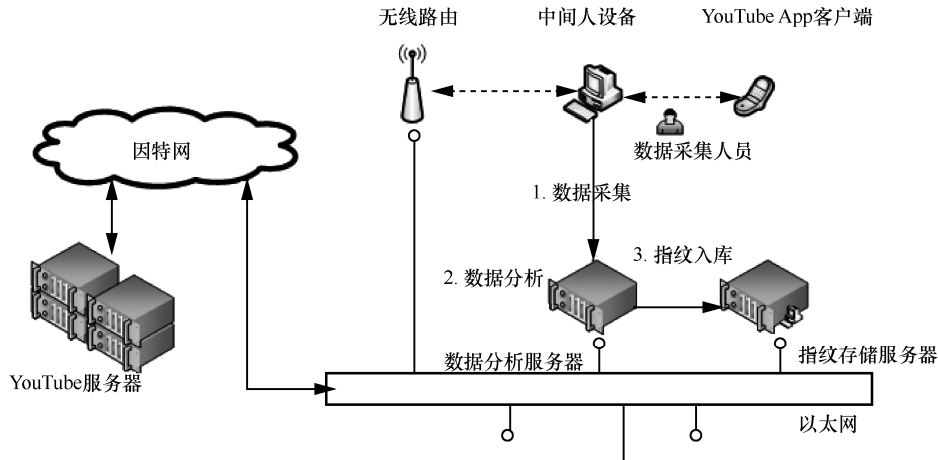 无线路由
中间人设备
YouTube App客户端
因特网
数据采集人员
1. 数据采集
2. 数据分析
3. 指纹入库
数据分析服务器
指纹存储服务器
YouTube服务器
以太网